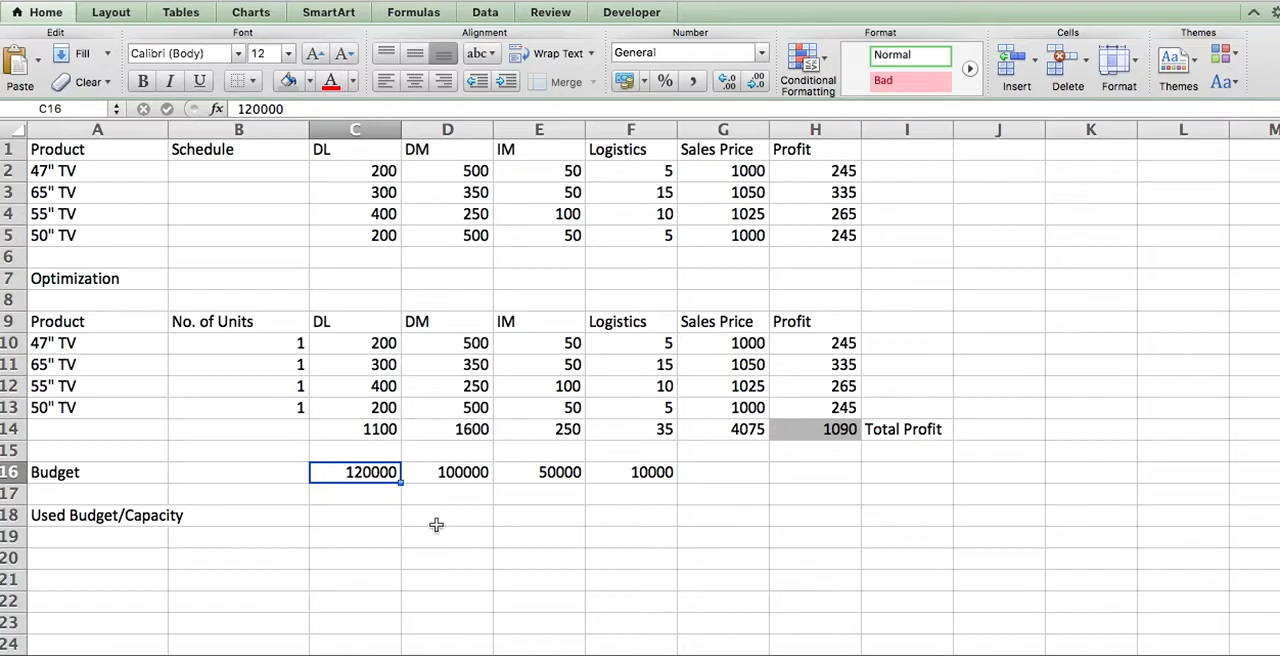 Home Layout Tables Charts SmartArt Formulas Data Review Developer
Edit Font Alignment Number Format Cells Themes
Paste Fill Calibri (Body) 12 A A abc Wrap Text General Conditional Formatting Normal Insert Delete Format Aa Themes
Clear B I U A Merge % , .00 .0 Bad Aa
C16 fx 120000
A B C D E F G H I J K L M
1 Product Schedule DL DM IM Logistics Sales Price Profit
2 47" TV 200 500 50 5 1000 245
3 65" TV 300 350 50 15 1050 335
4 55" TV 400 250 100 10 1025 265
5 50" TV 200 500 50 5 1000 245
6
7 Optimization
8
9 Product No. of Units DL DM IM Logistics Sales Price Profit
10 47" TV 1 200 500 50 5 1000 245
11 65" TV 1 300 350 50 15 1050 335
12 55" TV 1 400 250 100 10 1025 265
13 50" TV 1 200 500 50 5 1000 245
14 1100 1600 250 35 4075 1090 Total Profit
15
16 Budget 120000 100000 50000 10000
17
18 Used Budget/Capacity
19
20
21
22
23
24